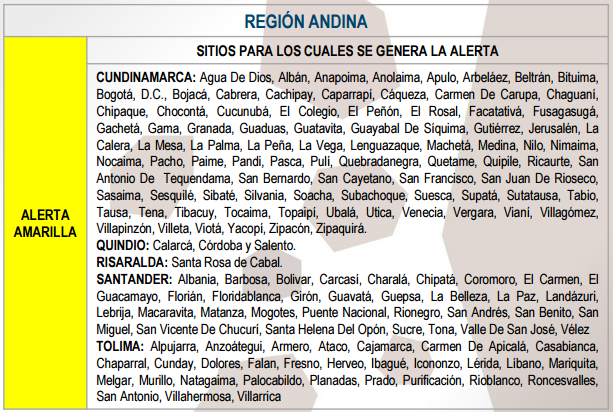 REGIÓN ANDINA
SITIOS PARA LOS CUALES SE GENERA LA ALERTA
ALERTA
AMARILLA
CUNDINAMARCA: Agua De Dios, Albán, Anapoima, Anolaima, Apulo, Arbeláez, Beltrán, Bituima,
Bogotá, D.C., Bojacá, Cabrera, Cachipay, Caparrapí, Cáqueza, Carmen De Carupa, Chaguaní,
Chipaque, Chocontá, Cucunubá, El Colegio, El Peñón, El Rosal, Facatativá, Fusagasugá,
Gachetá, Gama, Granada, Guaduas, Guatavita, Guayabal De Síquima, Gutiérrez, Jerusalén, La
Calera, La Mesa, La Palma, La Peña, La Vega, Lenguazaque, Machetá, Medina, Nilo, Nimaima,
Nocaima, Pacho, Paime, Pandi, Pasca, Pulí, Quebradanegra, Quetame, Quipile, Ricaurte, San
Antonio De Tequendama, San Bernardo, San Cayetano, San Francisco, San Juan De Rioseco,
Sasaima, Sesquilé, Sibaté, Silvania, Soacha, Subachoque, Suesca, Supatá, Sutatausa, Tabio,
Tausa, Tena, Tibacuy, Tocaima, Topaipí, Ubalá, Utica, Venecia, Vergara, Vianí, Villagómez,
Villapinzón, Villeta, Viotá, Yacopí, Zipacón, Zipaquirá.
QUINDIO: Calarcá, Córdoba y Salento.
RISARALDA: Santa Rosa de Cabal.
SANTANDER: Albania, Barbosa, Bolivar, Carcasí, Charalá, Chipatá, Coromoro, El Carmen, El
Guacamayo, Florián, Floridablanca, Girón, Guavatá, Guepsa, La Belleza, La Paz, Landázuri,
Lebrija, Macaravita, Matanza, Mogotes, Puente Nacional, Rionegro, San Andrés, San Benito, San
Miguel, San Vicente De Chucurí, Santa Helena Del Opón, Sucre, Tona, Valle De San José, Vélez
TOLIMA: Alpujarra, Anzoátegui, Armero, Ataco, Cajamarca, Carmen De Apicalá, Casabianca,
Chaparral, Cunday, Dolores, Falan, Fresno, Herveo, Ibagué, Icononzo, Lérida, Líbano, Mariquita,
Melgar, Murillo, Natagaima, Palocabildo, Planadas, Prado, Purificación, Rioblanco, Roncesvalles,
San Antonio, Villahermosa, Villarrica